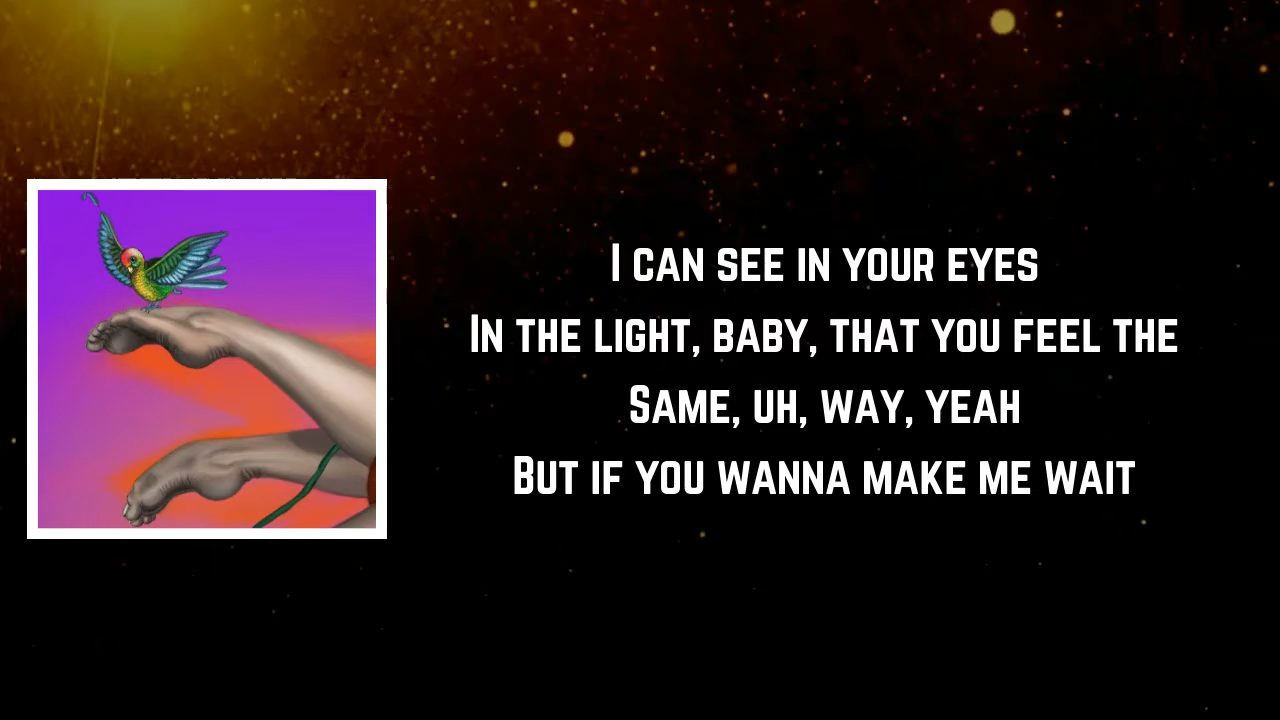 I can see in your eyes
In the light, baby, that you feel the
Same, uh, way, yeah
But if you wanna make me wait